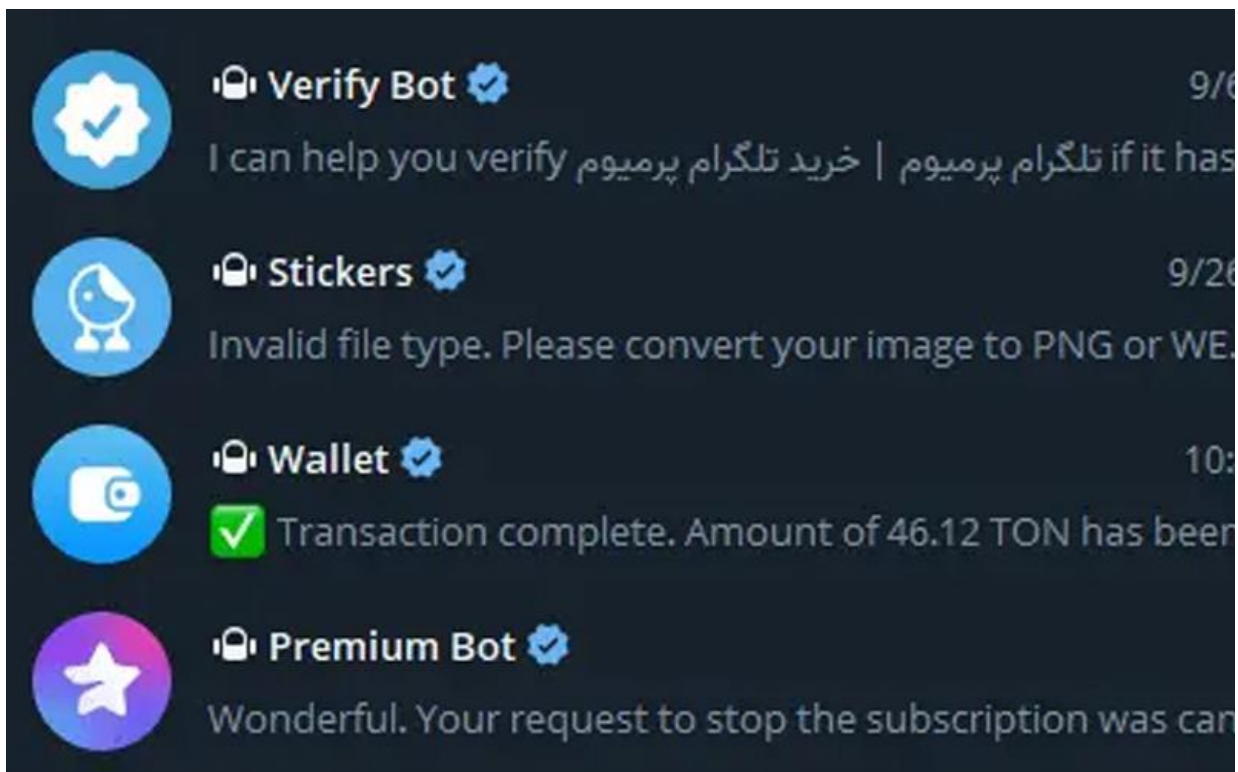 Verify Bot
9/6
I can help you verify تلگرام پرمیوم | خرید تلگرام پرمیوم if it has
Stickers
9/26
Invalid file type. Please convert your image to PNG or WE.
Wallet
10:
✅ Transaction complete. Amount of 46.12 TON has been
Premium Bot
Wonderful. Your request to stop the subscription was can